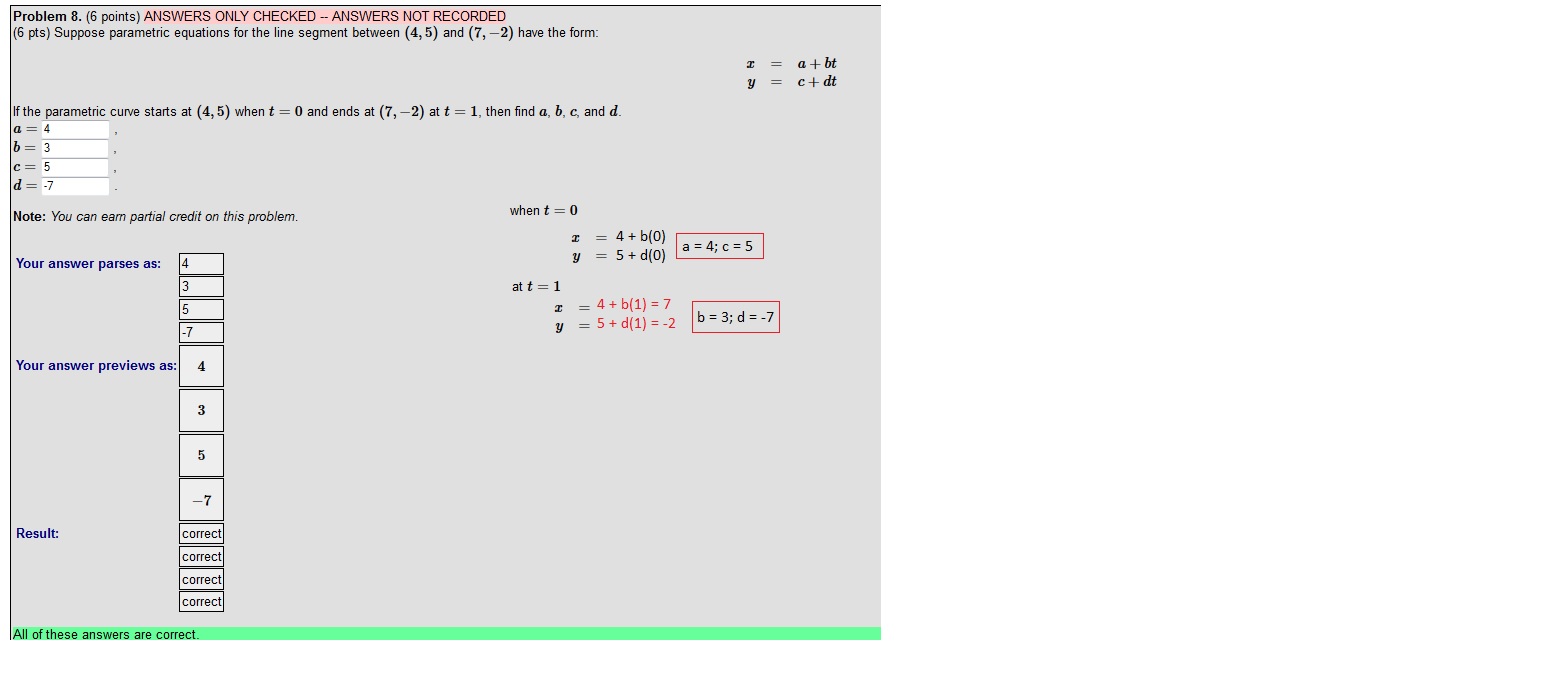 Problem 8. (6 points) ANSWERS ONLY CHECKED -- ANSWERS NOT RECORDED
(6 pts) Suppose parametric equations for the line segment between (4, 5) and (7, −2) have the form:
x = a + bt
y = c + dt
If the parametric curve starts at (4, 5) when t = 0 and ends at (7, −2) at t = 1, then find a, b, c, and d.
a = 4 ,
b = 3 ,
c = 5 ,
d = -7 .
Note: You can earn partial credit on this problem.
when t = 0
x = 4 + b(0)
y = 5 + d(0)
a = 4; c = 5
at t = 1
x = 4 + b(1) = 7
y = 5 + d(1) = -2
b = 3; d = -7
Your answer parses as: 4
3
5
-7
Your answer previews as: 4
3
5
−7
Result: correct
correct
correct
correct
All of these answers are correct.